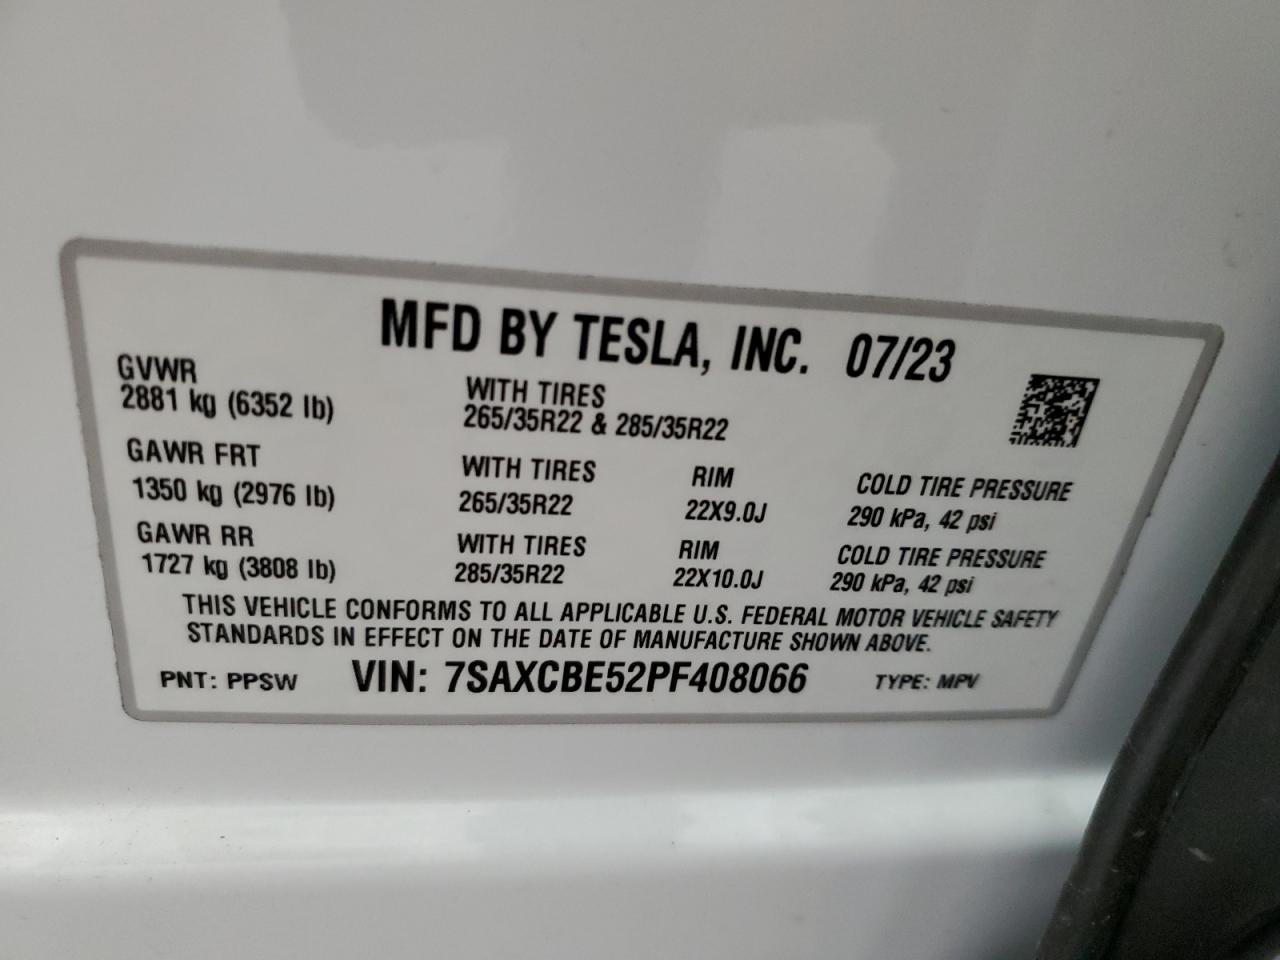 MFD BY TESLA, INC. 07/23
GVWR
2881 kg (6352 lb)
WITH TIRES
265/35R22 & 285/35R22
GAWR FRT
1350 kg (2976 lb)
WITH TIRES
265/35R22
RIM
22X9.0J
COLD TIRE PRESSURE
290 kPa, 42 psi
GAWR RR
1727 kg (3808 lb)
WITH TIRES
285/35R22
RIM
22X10.0J
COLD TIRE PRESSURE
290 kPa, 42 psi
THIS VEHICLE CONFORMS TO ALL APPLICABLE U.S. FEDERAL MOTOR VEHICLE SAFETY
STANDARDS IN EFFECT ON THE DATE OF MANUFACTURE SHOWN ABOVE.
PNT: PPSW VIN: 7SAXCBE52PF408066 TYPE: MPV